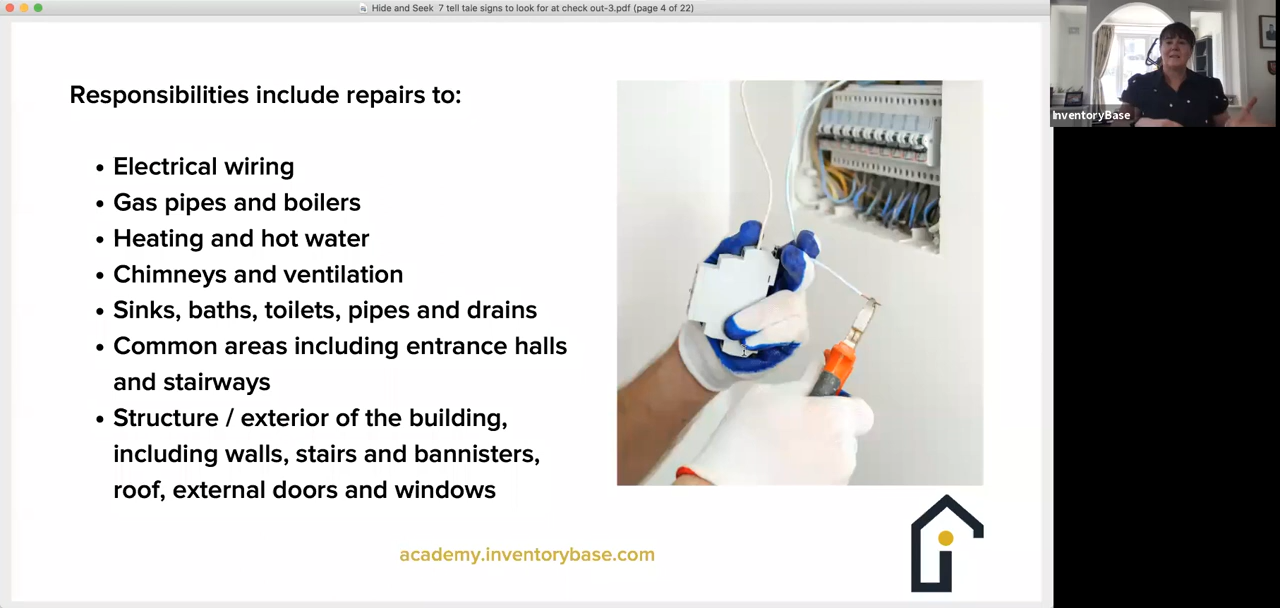 Hide and Seek  7 tell tale signs to look for at check out-3.pdf (page 4 of 22)
Responsibilities include repairs to:
• Electrical wiring
• Gas pipes and boilers
• Heating and hot water
• Chimneys and ventilation
• Sinks, baths, toilets, pipes and drains
• Common areas including entrance halls
and stairways
• Structure / exterior of the building,
including walls, stairs and bannisters,
roof, external doors and windows
academy.inventorybase.com
InventoryBase